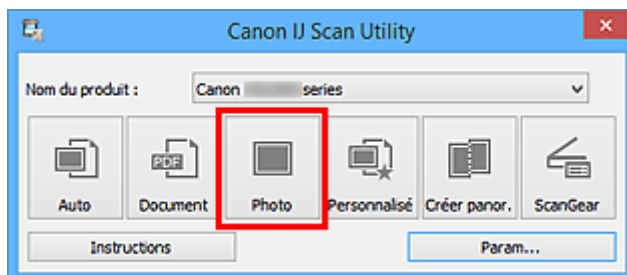 Canon IJ Scan Utility
Nom du produit : Canon series
Auto Document Photo Personnalisé Créer panor. ScanGear
Instructions Param...